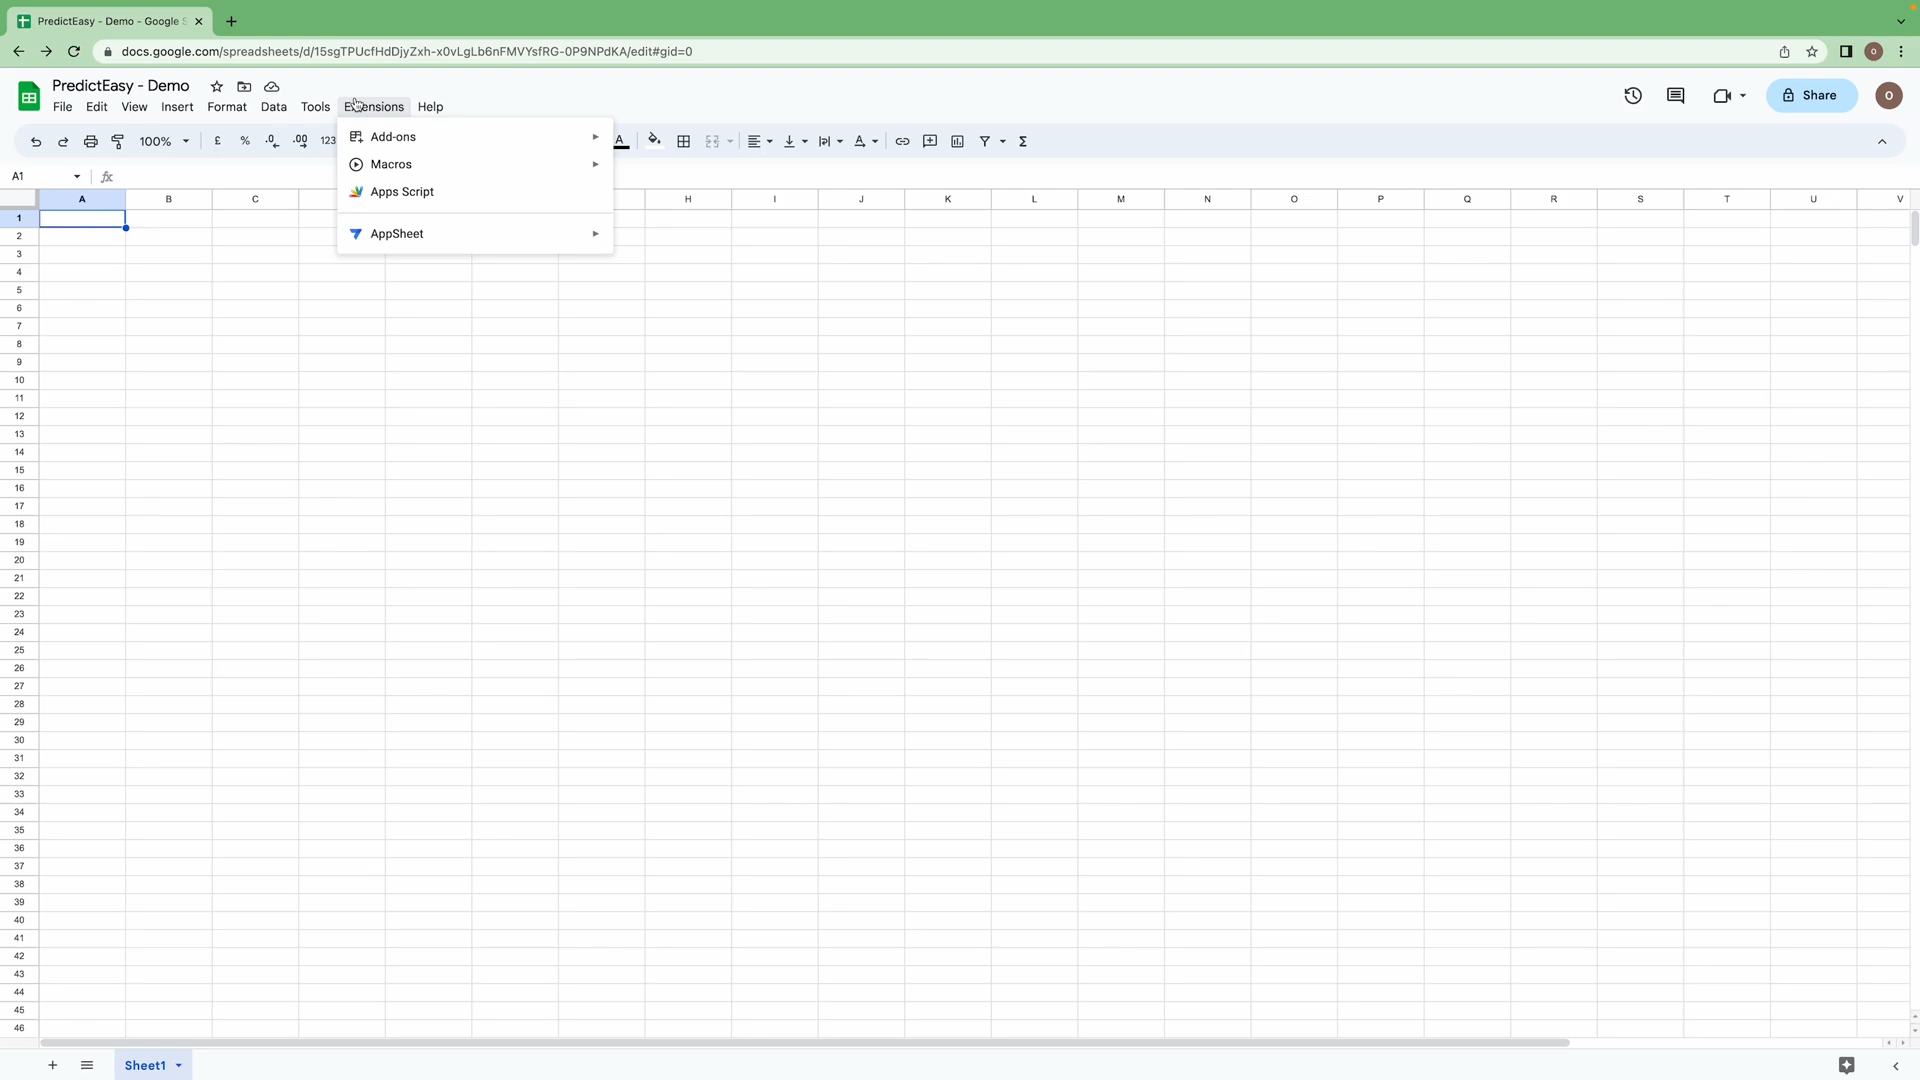 PredictEasy - Demo - Google S
docs.google.com/spreadsheets/d/15sgTPUcfHdDjyZxh-x0vLgLb6nFMVYsfRG-0P9NPdKA/edit#gid=0
O
PredictEasy - Demo
File Edit View Insert Format Data Tools Extensions Help
Share
O
100% £ % .0 .00 123
A
Σ
Add-ons
Macros
Apps Script
AppSheet
A1
fx
A B C H I J K L M N O P Q R S T U V
1
2
3
4
5
6
7
8
9
10
11
12
13
14
15
16
17
18
19
20
21
22
23
24
25
26
27
28
29
30
31
32
33
34
35
36
37
38
39
40
41
42
43
44
45
46
Sheet1